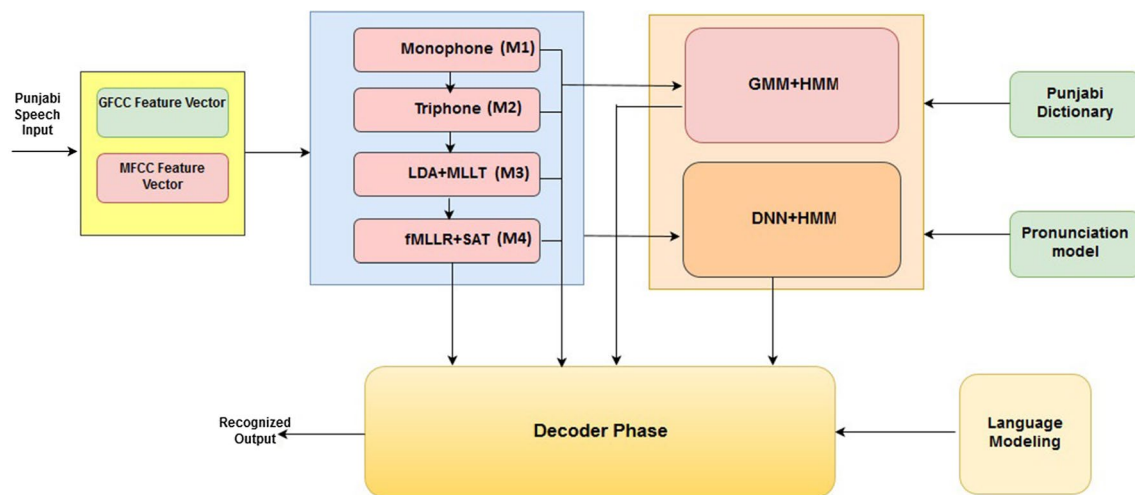 Punjabi
Speech
Input
GFCC Feature Vector
MFCC Feature
Vector
Monophone (M1)
Triphone (M2)
LDA+MLLT (M3)
fMLLR+SAT (M4)
GMM+HMM
DNN+HMM
Punjabi
Dictionary
Pronunciation
model
Recognized
Output
Decoder Phase
Language
Modeling